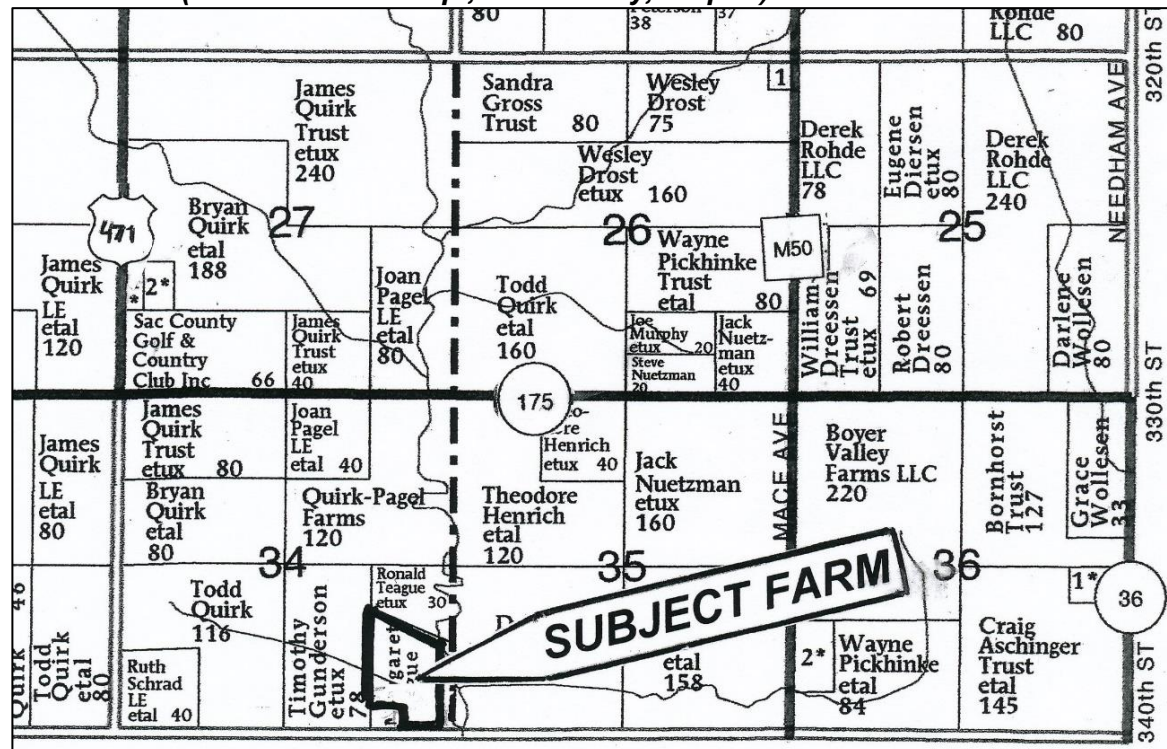 80
38
37
Rohde
LLC 80
320th ST
James
Quirk
Trust
etux
240
Sandra
Gross
Trust 80
Wesley
Drost
75
1
Derek
Rohde
LLC
78
Eugene
Diersen
etux
80
Derek
Rohde
LLC
240
NEEDHAM AVE
Wesley
Drost
etux 160
471
Bryan
Quirk
etal
188
27
26
25
M50
James
Quirk
LE
etal
120
* 2*
Joan
Pagel
LE
etal
80
Todd
Quirk
etal
160
Wayne
Pickhinke
Trust
etal 80
William
Dreessen
Trust 69
etux
Robert
Dreessen
80
Darlene
Wollesen
80
Sac County
Golf &
Country
Club Inc 66
James
Quirk
Trust
etux
40
Joe
Murphy
etux 20
Steve
Nuetzman
20
Jack
Nuetz-
man
etux
40
175
330th ST
James
Quirk
LE
etal
80
James
Quirk
Trust
etux 80
Joan
Pagel
LE
etal 40
Henrich
etux 40
Jack
Nuetzman
etux
160
MACE AVE
Boyer
Valley
Farms LLC
220
Bornhorst
Trust
127
Grace
Wollesen
33
Bryan
Quirk
etal
80
Quirk-Pagel
Farms
120
Theodore
Henrich
etal
120
34
35
36
SUBJECT FARM
1*
36
46
Quirk
Todd
Quirk
etal
80
Todd
Quirk
116
Ruth
Schrad
LE
etal 40
Timothy
Gunderson
etux
78
Ronald
Teague
etux 30
etal
158
2*
Wayne
Pickhinke
etal
84
Craig
Aschinger
Trust
etal
145
340th ST